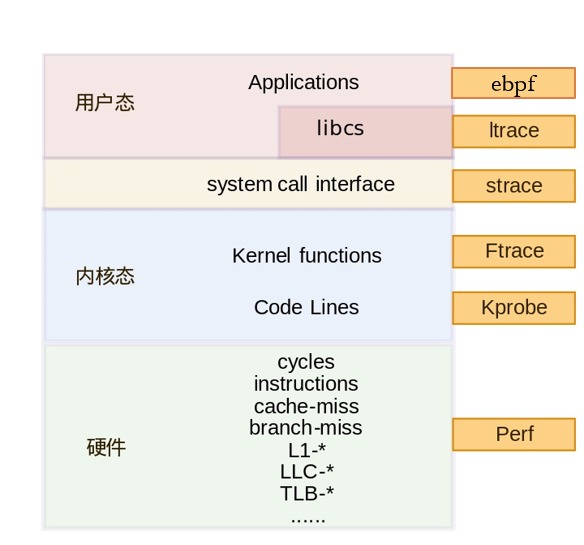 Applications
ebpf
用户态
libcs
ltrace
system call interface
strace
Kernel functions
Ftrace
内核态
Code Lines
Kprobe
cycles
instructions
cache-miss
branch-miss
硬件
Perf
L1-*
LLC-*
TLB-*
......